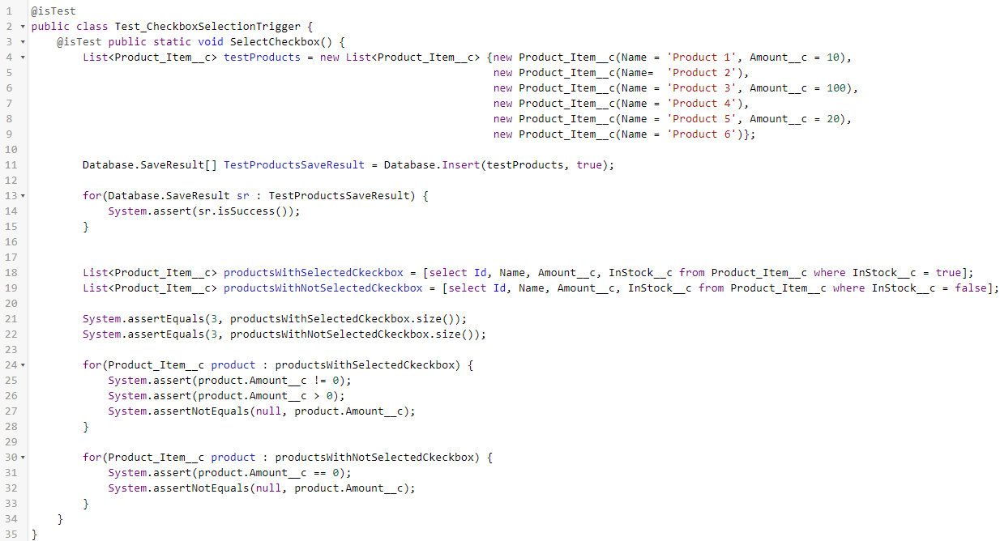 1 @isTest
2 public class Test_CheckboxSelectionTrigger {
3     @isTest public static void SelectCheckbox() {
4         List<Product_Item__c> testProducts = new List<Product_Item__c> {new Product_Item__c(Name = 'Product 1', Amount__c = 10),
5                                                                         new Product_Item__c(Name=  'Product 2'),
6                                                                         new Product_Item__c(Name = 'Product 3', Amount__c = 100),
7                                                                         new Product_Item__c(Name = 'Product 4'),
8                                                                         new Product_Item__c(Name = 'Product 5', Amount__c = 20),
9                                                                         new Product_Item__c(Name = 'Product 6')};
10
11         Database.SaveResult[] TestProductsSaveResult = Database.Insert(testProducts, true);
12
13         for(Database.SaveResult sr : TestProductsSaveResult) {
14             System.assert(sr.isSuccess());
15         }
16
17
18         List<Product_Item__c> productsWithSelectedCkeckbox = [select Id, Name, Amount__c, InStock__c from Product_Item__c where InStock__c = true];
19         List<Product_Item__c> productsWithNotSelectedCkeckbox = [select Id, Name, Amount__c, InStock__c from Product_Item__c where InStock__c = false];
20
21         System.assertEquals(3, productsWithSelectedCkeckbox.size());
22         System.assertEquals(3, productsWithNotSelectedCkeckbox.size());
23
24         for(Product_Item__c product : productsWithSelectedCkeckbox) {
25             System.assert(product.Amount__c != 0);
26             System.assert(product.Amount__c > 0);
27             System.assertNotEquals(null, product.Amount__c);
28         }
29
30         for(Product_Item__c product : productsWithNotSelectedCkeckbox) {
31             System.assert(product.Amount__c == 0);
32             System.assertNotEquals(null, product.Amount__c);
33         }
34     }
35 }